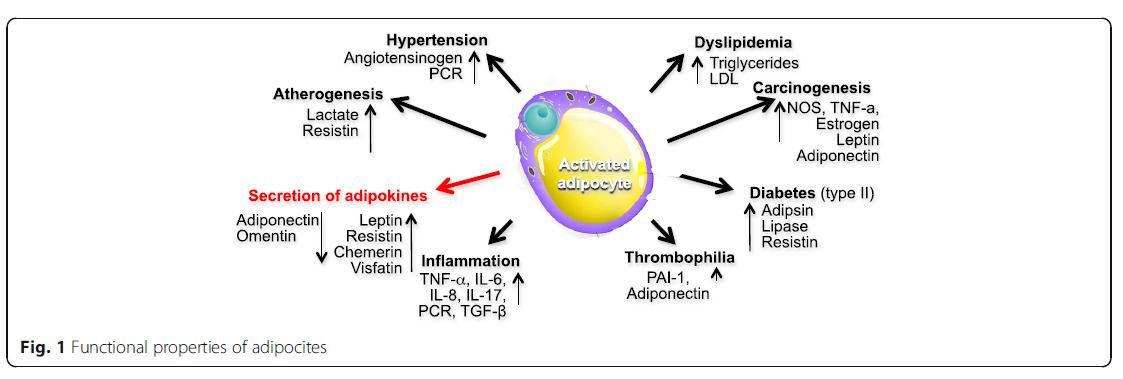 Hypertension
Angiotensinogen
PCR
Dyslipidemia
Triglycerides
LDL
Atherogenesis
Lactate
Resistin
Carcinogenesis
NOS, TNF-a,
Estrogen
Leptin
Adiponectin
Activated
adipocyte
Secretion of adipokines
Adiponectin
Omentin
Leptin
Resistin
Chemerin
Visfatin
Inflammation
TNF-α, IL-6,
IL-8, IL-17,
PCR, TGF-β
Thrombophilia
PAI-1,
Adiponectin
Diabetes (type II)
Adipsin
Lipase
Resistin
Fig. 1 Functional properties of adipocites